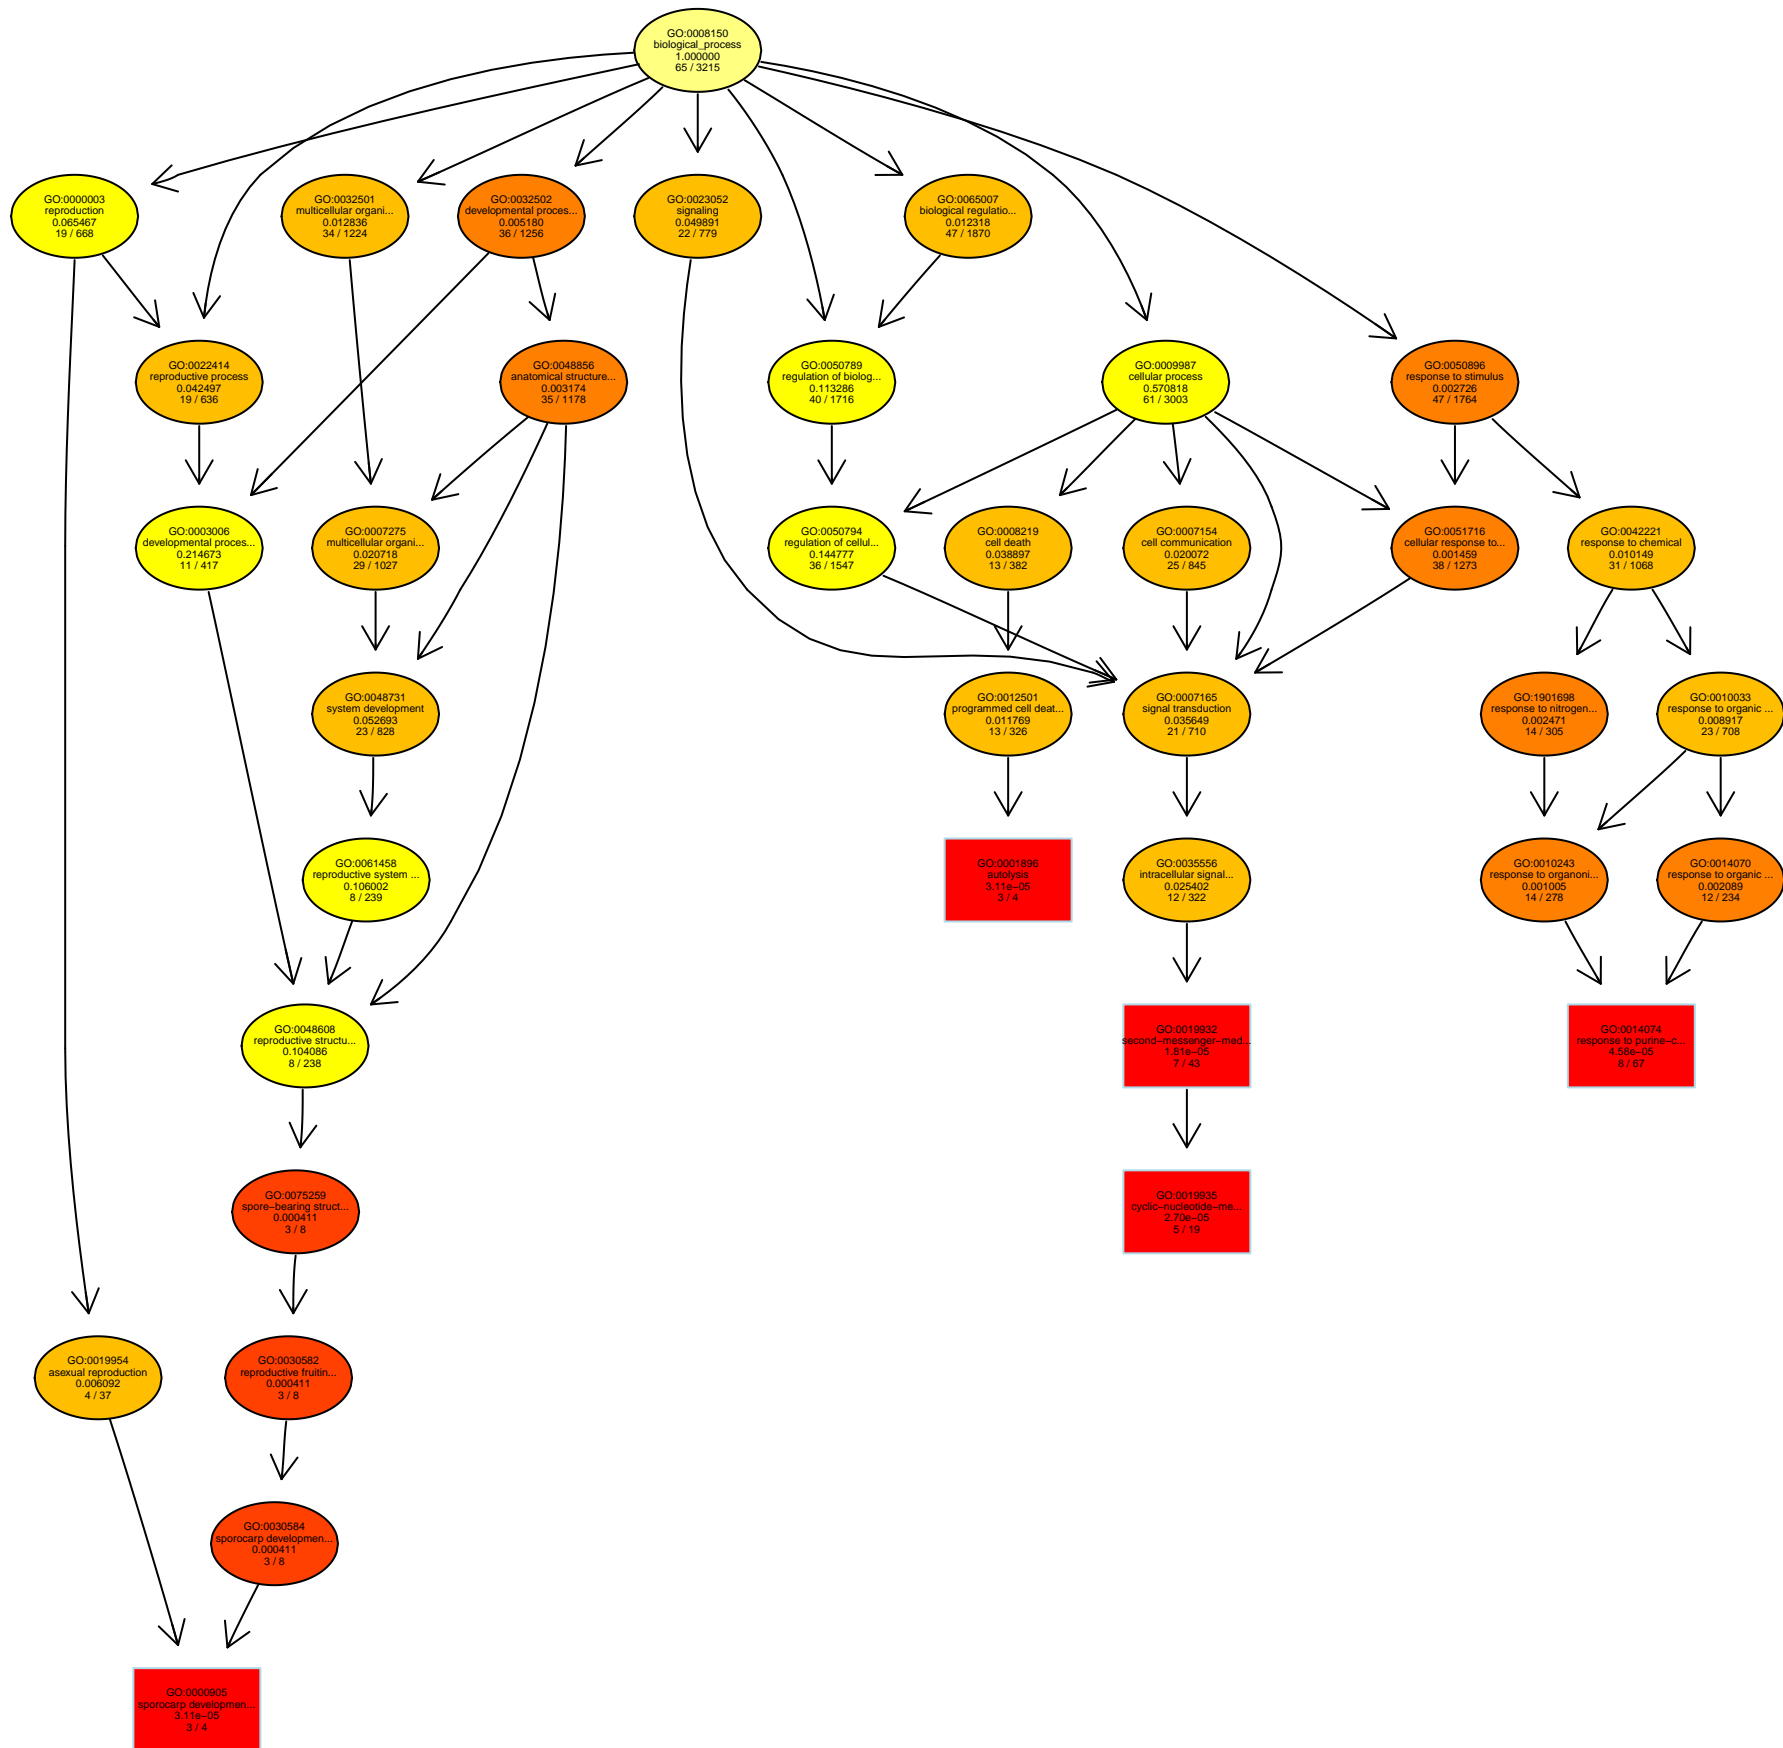 GO:0008150
biological_process
1.000000
65 / 3215
GO:0000003
reproduction
0.065467
19 / 668
GO:0032501
multicellular organi...
0.012836
34 / 1224
GO:0032502
developmental proces...
0.005180
36 / 1256
GO:0023052
signaling
0.049891
22 / 779
GO:0065007
biological regulatio...
0.012318
47 / 1870
GO:0022414
reproductive process
0.042497
19 / 636
GO:0048856
anatomical structure...
0.003174
35 / 1178
GO:0050789
regulation of biolog...
0.113286
40 / 1716
GO:0009987
cellular process
0.570818
61 / 3003
GO:0050896
response to stimulus
0.002726
47 / 1764
GO:0003006
developmental proces...
0.214673
11 / 417
GO:0007275
multicellular organi...
0.020718
29 / 1027
GO:0050794
regulation of cellul...
0.144777
36 / 1547
GO:0008219
cell death
0.038897
13 / 382
GO:0007154
cell communication
0.020072
25 / 845
GO:0051716
cellular response to...
0.001459
38 / 1273
GO:0042221
response to chemical
0.010149
31 / 1068
GO:0048731
system development
0.052693
23 / 828
GO:0012501
programmed cell deat...
0.011769
13 / 326
GO:0007165
signal transduction
0.035649
21 / 710
GO:1901698
response to nitrogen...
0.002471
14 / 305
GO:0010033
response to organic ...
0.008917
23 / 708
GO:0061458
reproductive system ...
0.106002
8 / 239
GO:0001896
autolysis
3.11e−05
3 / 4
GO:0035556
intracellular signal...
0.025402
12 / 322
GO:0010243
response to organoni...
0.001005
14 / 278
GO:0014070
response to organic ...
0.002089
12 / 234
GO:0048608
reproductive structu...
0.104086
8 / 238
GO:0019932
second−messenger−med...
1.81e−05
7 / 43
GO:0014074
response to purine−c...
4.58e−05
8 / 67
GO:0075259
spore−bearing struct...
0.000411
3 / 8
GO:0019935
cyclic−nucleotide−me...
2.70e−05
5 / 19
GO:0019954
asexual reproduction
0.006092
4 / 37
GO:0030582
reproductive fruitin...
0.000411
3 / 8
GO:0030584
sporocarp developmen...
0.000411
3 / 8
GO:0000905
sporocarp developmen...
3.11e−05
3 / 4